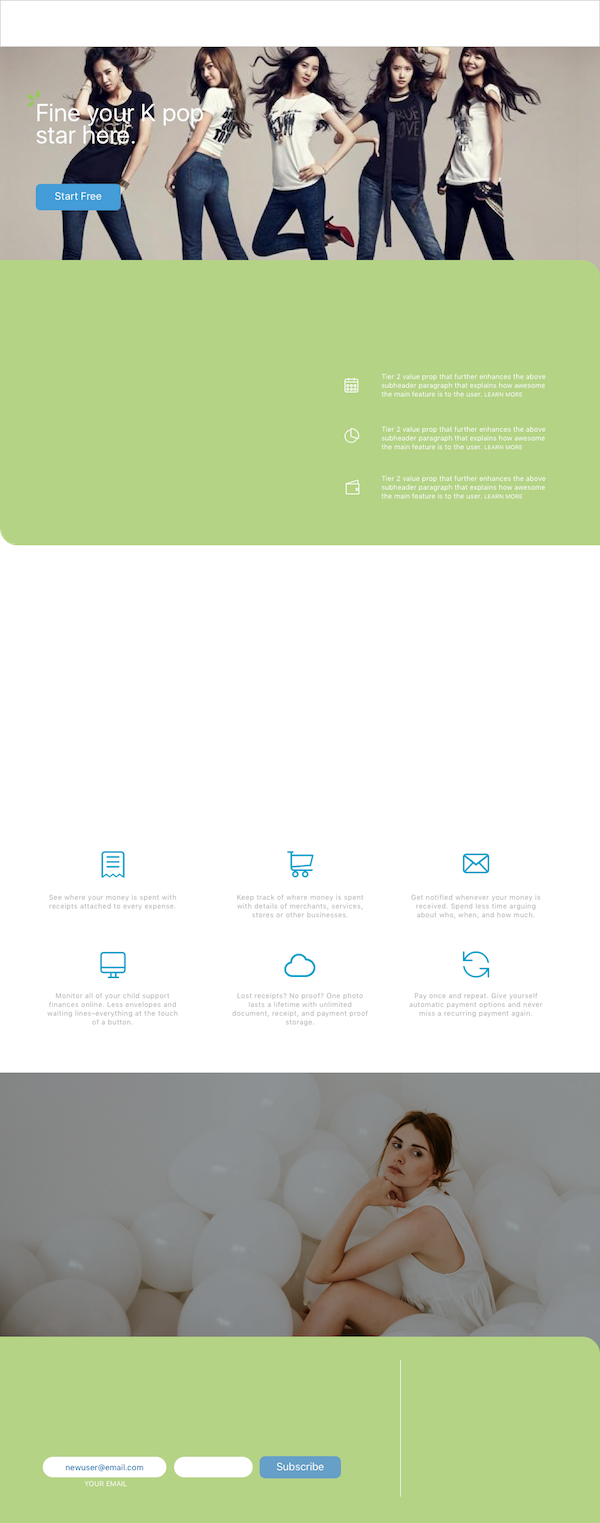 Fine your K pop
star here.
Start Free
Tier 2 value prop that further enhances the above
subheader paragraph that explains how awesome
the main feature is to the user. LEARN MORE
Tier 2 value prop that further enhances the above
subheader paragraph that explains how awesome
the main feature is to the user. LEARN MORE
Tier 2 value prop that further enhances the above
subheader paragraph that explains how awesome
the main feature is to the user. LEARN MORE
See where your money is spent with
receipts attached to every expense.
Keep track of where money is spent
with details of merchants, services,
stores or other businesses.
Get notified whenever your money is
received. Spend less time arguing
about who, when, and how much.
Monitor all of your child support
finances online. Less envelopes and
waiting lines–everything at the touch
of a button.
Lost receipts? No proof? One photo
lasts a lifetime with unlimited
document, receipt, and payment proof
storage.
Pay once and repeat. Give yourself
automatic payment options and never
miss a recurring payment again.
newuser@email.com
Subscribe
YOUR EMAIL